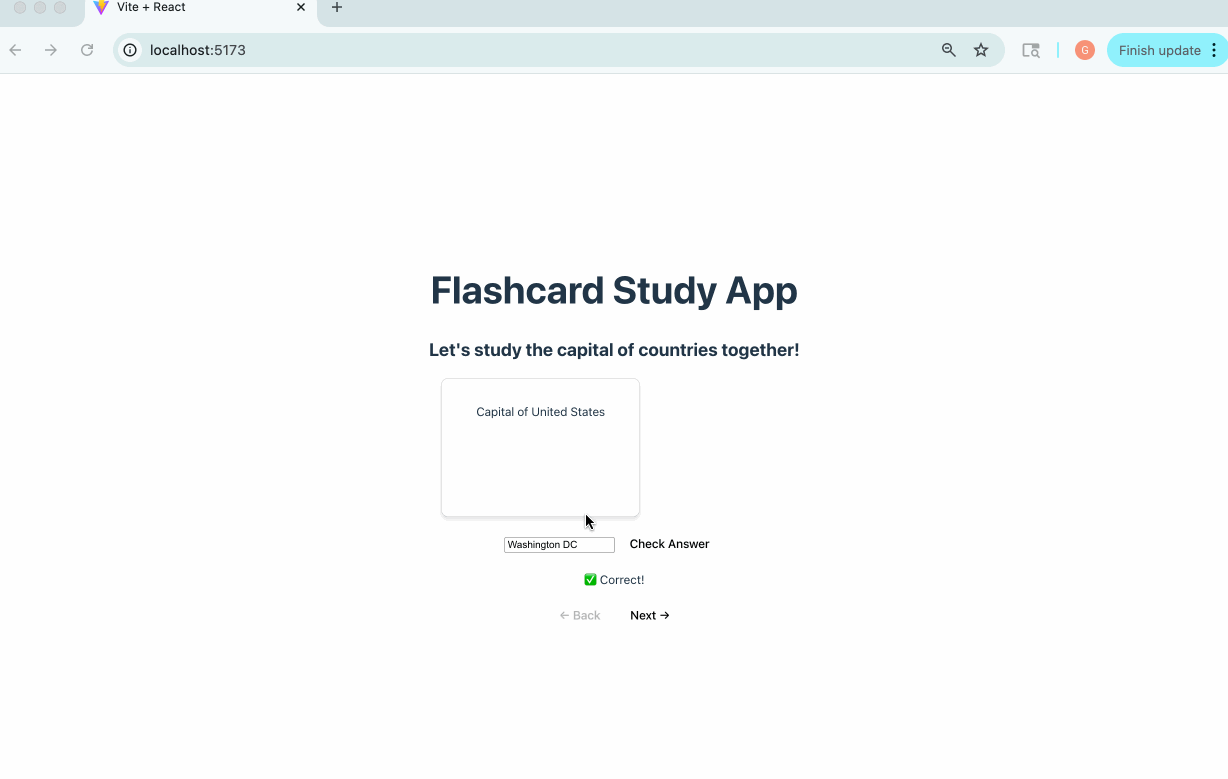 Vite + React
localhost:5173
G
Finish update
Flashcard Study App
Let's study the capital of countries together!
Capital of United States
Washington DC Check Answer
✅ Correct!
← Back Next →